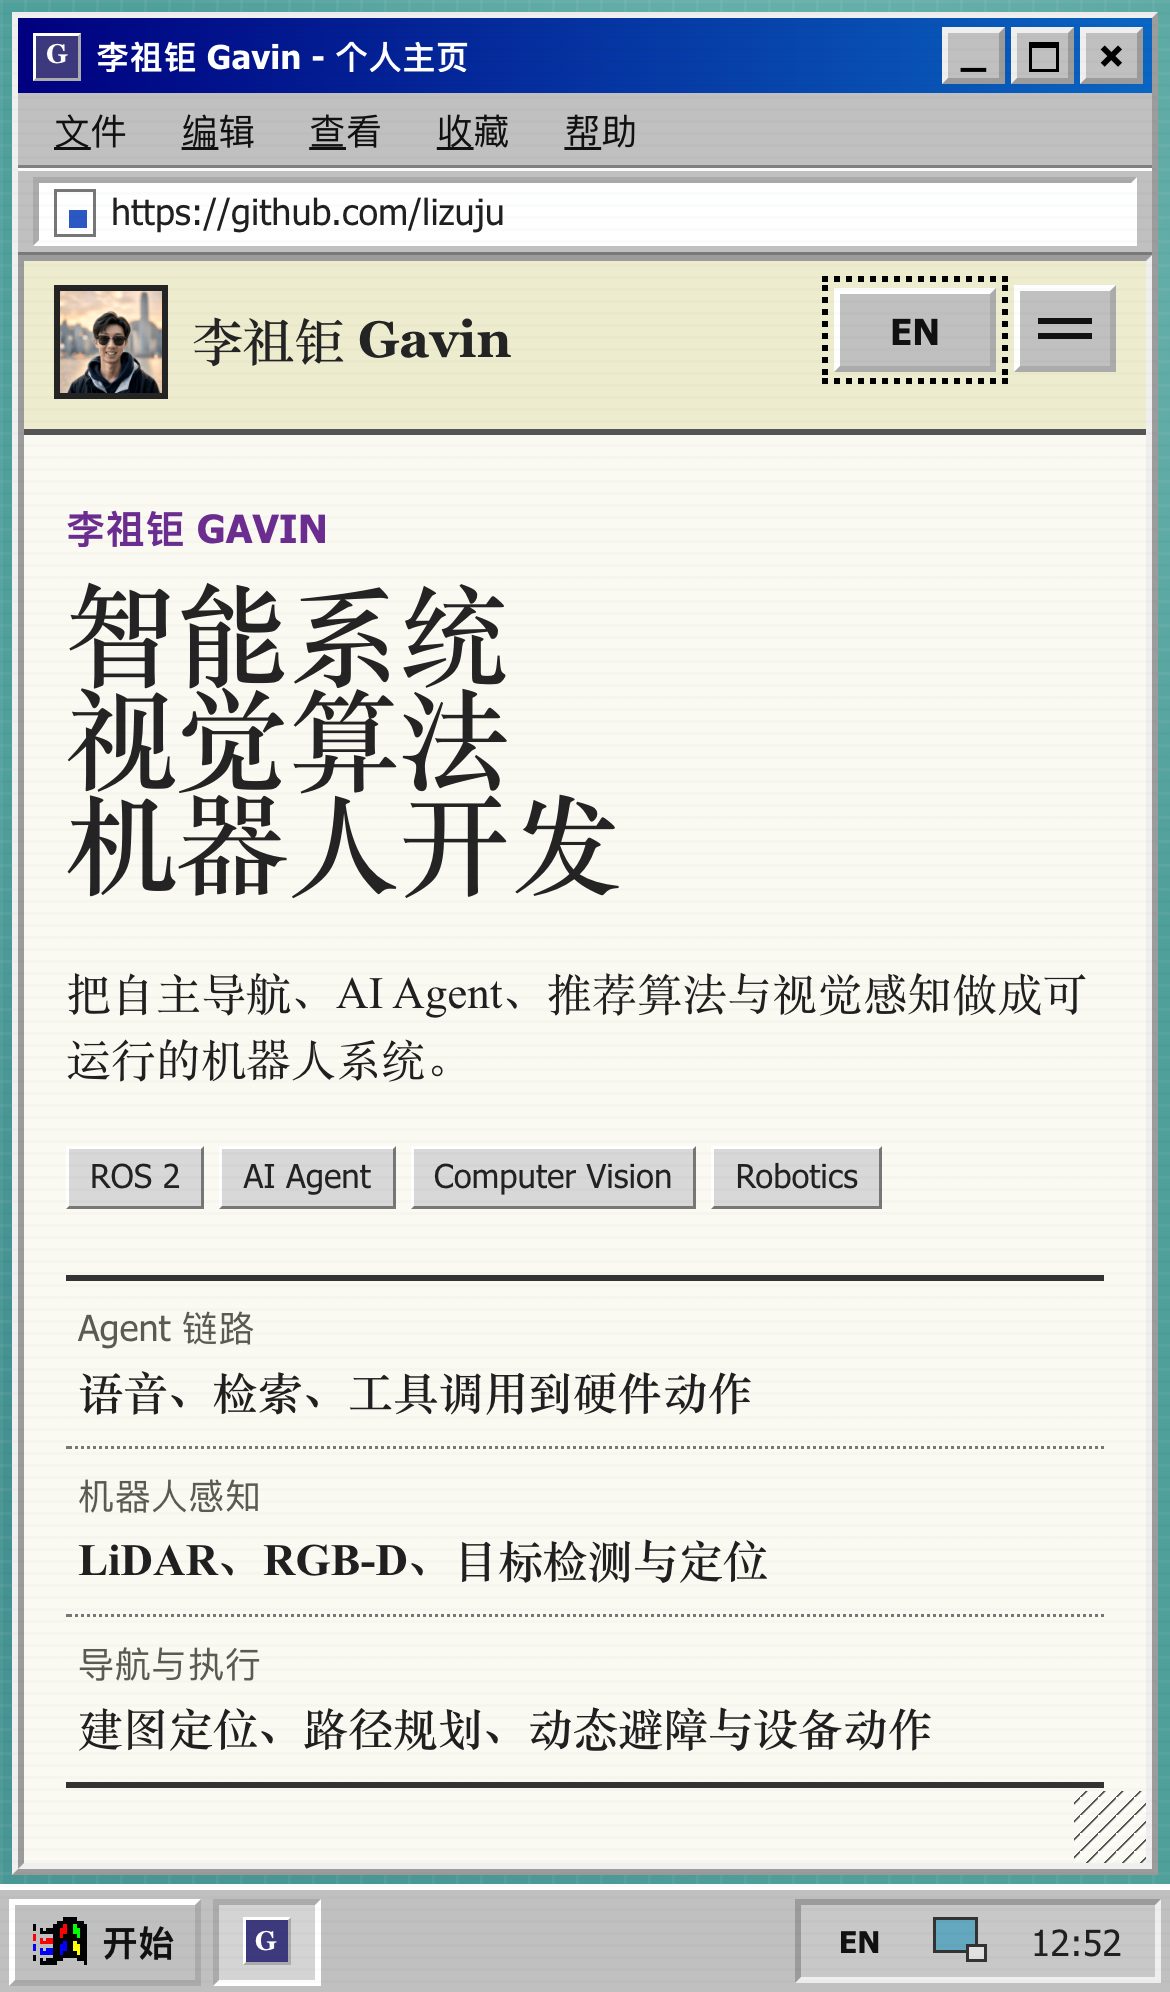 G 李祖钜 Gavin - 个人主页
文件 编辑 查看 收藏 帮助
https://github.com/lizuju
李祖钜 Gavin EN
李祖钜 GAVIN
智能系统
视觉算法
机器人开发
把自主导航、AI Agent、推荐算法与视觉感知做成可
运行的机器人系统。
ROS 2 AI Agent Computer Vision Robotics
Agent 链路
语音、检索、工具调用到硬件动作
机器人感知
LiDAR、RGB-D、目标检测与定位
导航与执行
建图定位、路径规划、动态避障与设备动作
开始 G EN 12:52